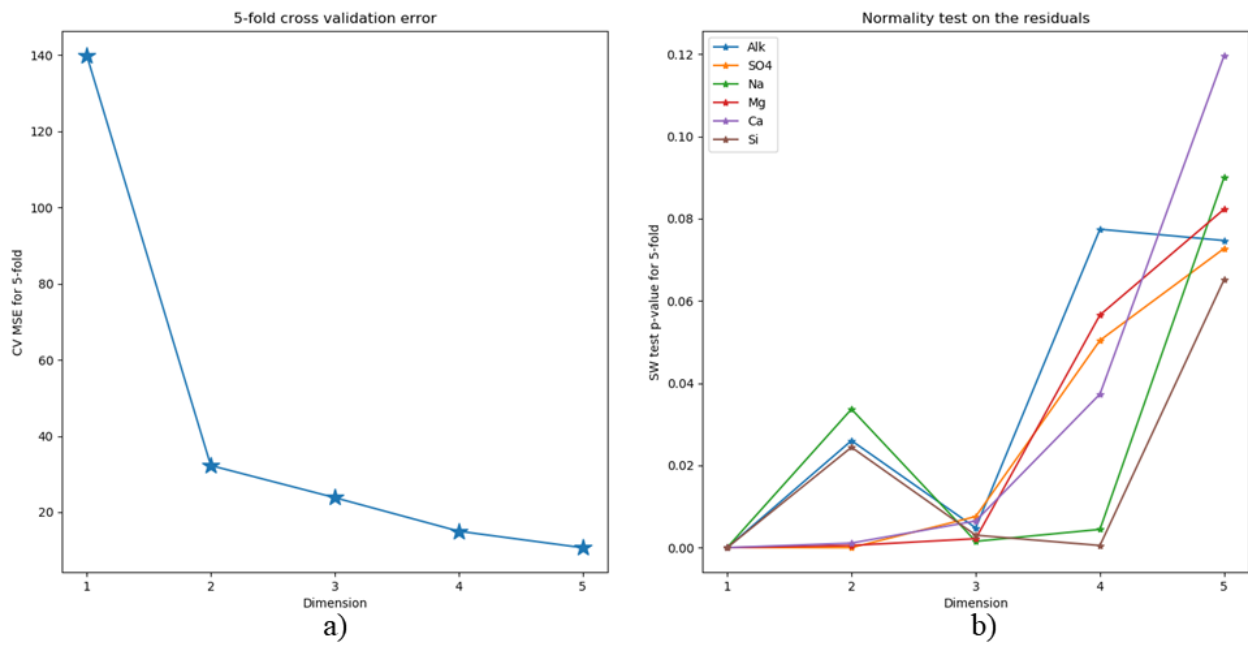 5-fold cross validation error
CV MSE for 5-fold
140
120
100
80
60
40
20
1 2 3 4 5
Dimension
a)
Normality test on the residuals
SW test p-value for 5-fold
Alk
SO4
Na
Mg
Ca
Si
0.12
0.10
0.08
0.06
0.04
0.02
0.00
1 2 3 4 5
Dimension
b)